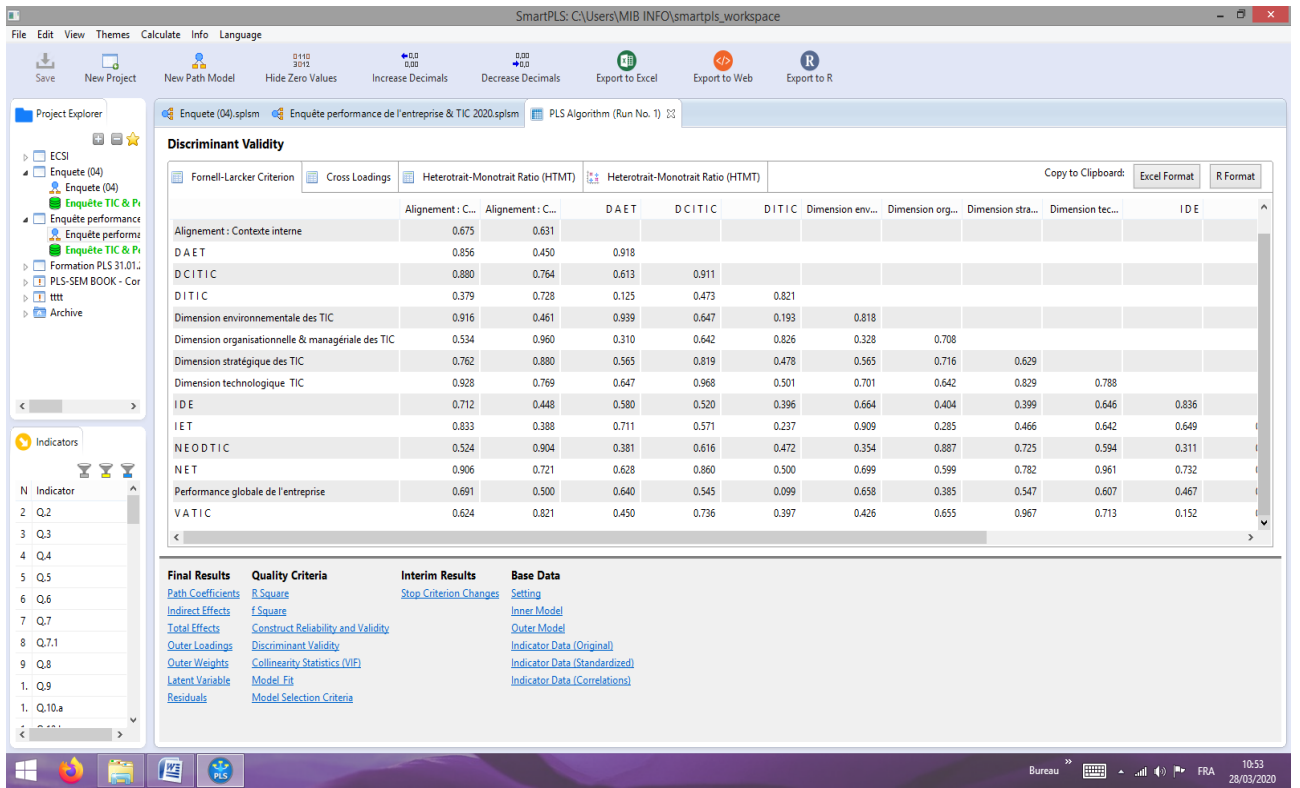 SmartPLS: C:\Users\MIB INFO\smartpls_workspace
File Edit View Themes Calculate Info Language
Save New Project New Path Model Hide Zero Values Increase Decimals Decrease Decimals Export to Excel Export to Web Export to R
Project Explorer
ECSI
Enquete (04)
Enquete (04)
Enquête TIC & Pe
Enquête performance
Enquête performa
Enquête TIC & Pe
Formation PLS 31.01.
PLS-SEM BOOK - Cor
tttt
Archive
Indicators
N Indicator
2 Q.2
3 Q.3
4 Q.4
5 Q.5
6 Q.6
7 Q.7
8 Q.7.1
9 Q.8
1. Q.9
1. Q.10.a
Enquete (04).splsm Enquête performance de l'entreprise & TIC 2020.splsm PLS Algorithm (Run No. 1)
Discriminant Validity
Fornell-Larcker Criterion Cross Loadings Heterotrait-Monotrait Ratio (HTMT) Heterotrait-Monotrait Ratio (HTMT) Copy to Clipboard: Excel Format R Format
Alignement : C... Alignement : C... D A E T D C I T I C D I T I C Dimension env... Dimension org... Dimension stra... Dimension tec... I D E
Alignement : Contexte interne 0.675 0.631
D A E T 0.856 0.450 0.918
D C I T I C 0.880 0.764 0.613 0.911
D I T I C 0.379 0.728 0.125 0.473 0.821
Dimension environnementale des TIC 0.916 0.461 0.939 0.647 0.193 0.818
Dimension organisationnelle & managériale des TIC 0.534 0.960 0.310 0.642 0.826 0.328 0.708
Dimension stratégique des TIC 0.762 0.880 0.565 0.819 0.478 0.565 0.716 0.629
Dimension technologique TIC 0.928 0.769 0.647 0.968 0.501 0.701 0.642 0.829 0.788
I D E 0.712 0.448 0.580 0.520 0.396 0.664 0.404 0.399 0.646 0.836
I E T 0.833 0.388 0.711 0.571 0.237 0.909 0.285 0.466 0.642 0.649
N E O D T I C 0.524 0.904 0.381 0.616 0.472 0.354 0.887 0.725 0.594 0.311
N E T 0.906 0.721 0.628 0.860 0.500 0.699 0.599 0.782 0.961 0.732
Performance globale de l'entreprise 0.691 0.500 0.640 0.545 0.099 0.658 0.385 0.547 0.607 0.467
V A T I C 0.624 0.821 0.450 0.736 0.397 0.426 0.655 0.967 0.713 0.152
Final Results Quality Criteria Interim Results Base Data
Path Coefficients R Square Stop Criterion Changes Setting
Indirect Effects f Square Inner Model
Total Effects Construct Reliability and Validity Outer Model
Outer Loadings Discriminant Validity Indicator Data (Original)
Outer Weights Collinearity Statistics (VIF) Indicator Data (Standardized)
Latent Variable Model_Fit Indicator Data (Correlations)
Residuals Model Selection Criteria
Bureau FRA 10:53
28/03/2020